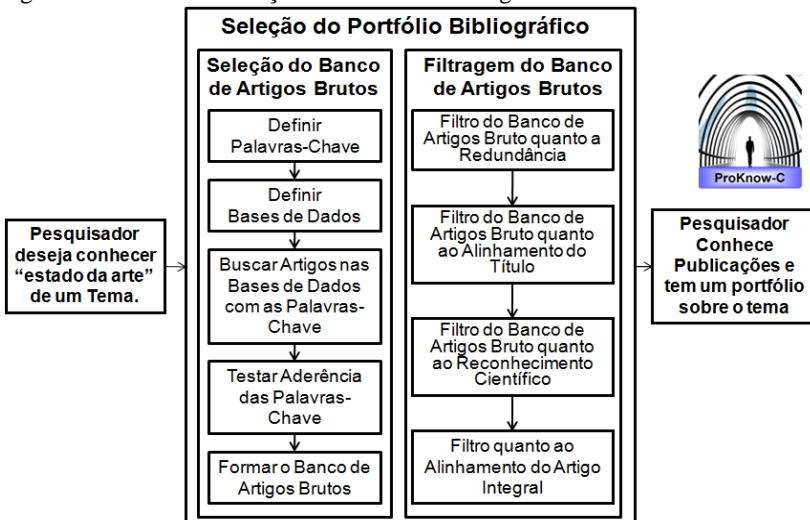 Seleção do Portfólio Bibliográfico
Seleção do Banco
de Artigos Brutos
Definir
Palavras-Chave
Definir
Bases de Dados
Buscar Artigos nas
Bases de Dados
com as Palavras-
Chave
Testar Aderência
das Palavras-
Chave
Formar o Banco de
Artigos Brutos
Filtragem do Banco
de Artigos Brutos
Filtro do Banco de
Artigos Bruto quanto a
Redundância
Filtro do Banco de
Artigos Bruto quanto
ao Alinhamento do
Título
Filtro do Banco de
Artigos Bruto quanto
ao Reconhecimento
Científico
Filtro quanto ao
Alinhamento do Artigo
Integral
Pesquisador
deseja conhecer
“estado da arte”
de um Tema.
ProKnow-C
Pesquisador
Conhece
Publicações e
tem um portfólio
sobre o tema